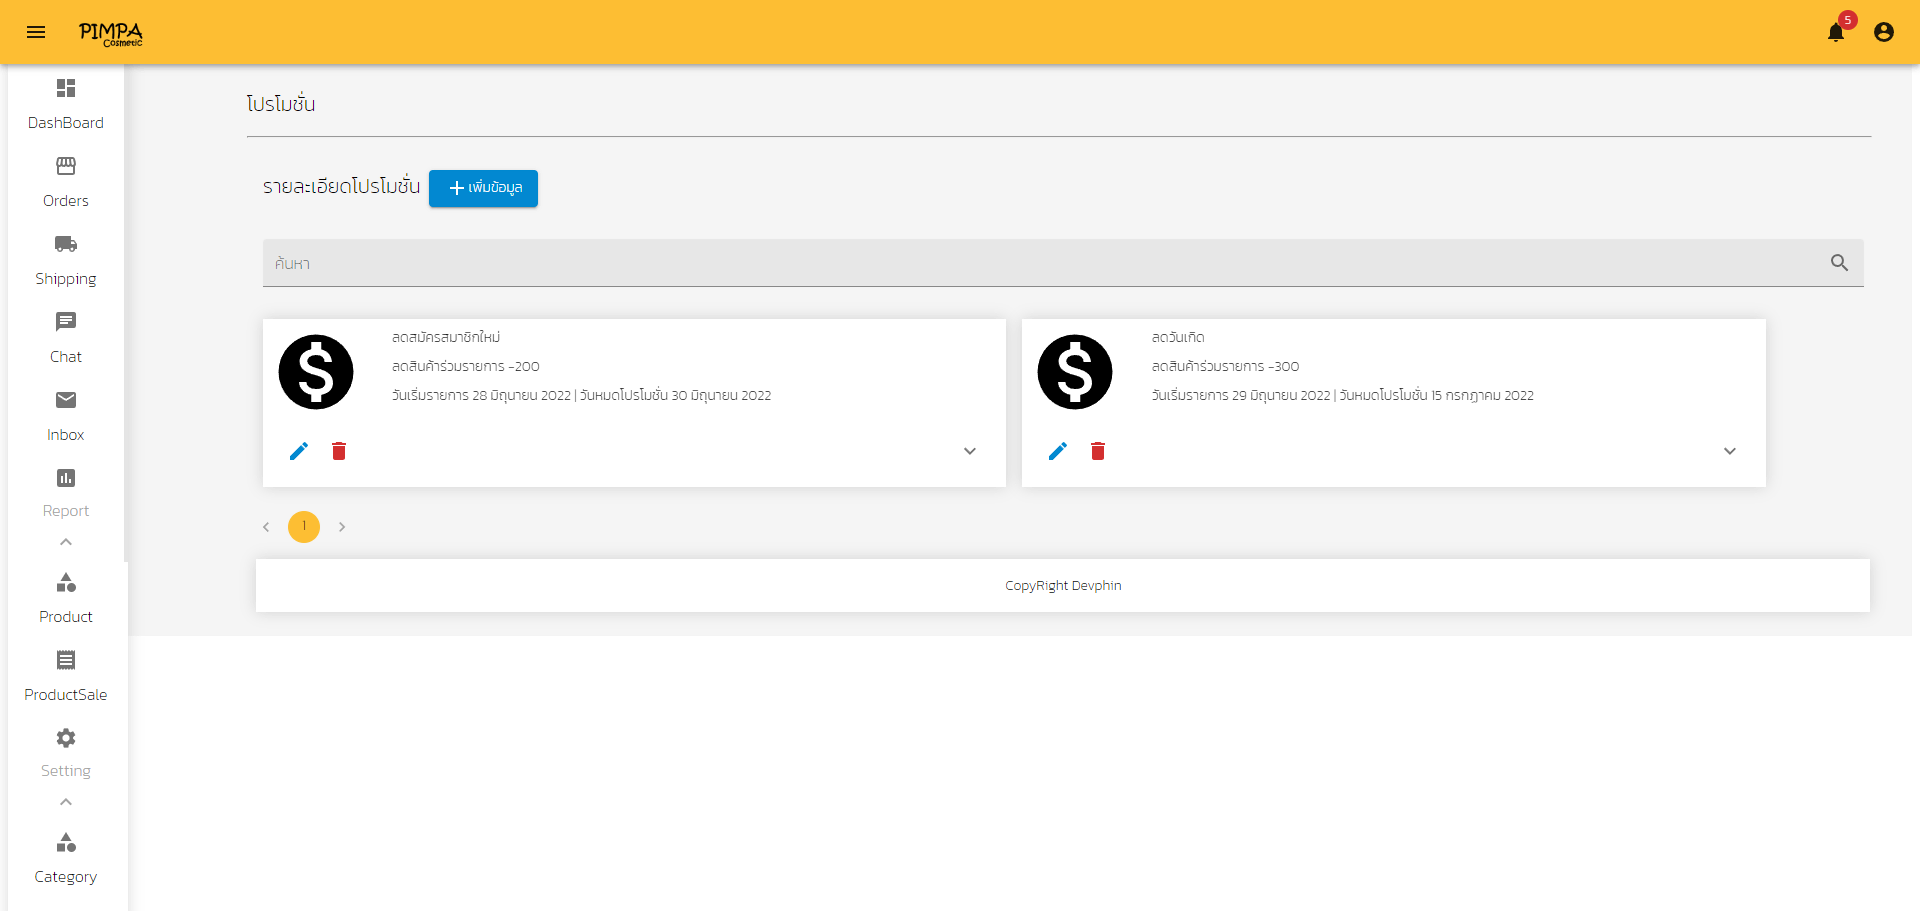 PIMPA
Cosmetic
5
DashBoard
Orders
Shipping
Chat
Inbox
Report
Product
ProductSale
Setting
Category
โปรโมชั่น
รายละเอียดโปรโมชั่น
เพิ่มข้อมูล
ค้นหา
ลดสมัครสมาชิกใหม่
ลดสินค้าร่วมรายการ -200
วันเริ่มรายการ 28 มิถุนายน 2022 | วันหมดโปรโมชั่น 30 มิถุนายน 2022
ลดวันเกิด
ลดสินค้าร่วมรายการ -300
วันเริ่มรายการ 29 มิถุนายน 2022 | วันหมดโปรโมชั่น 15 กรกฎาคม 2022
1
CopyRight Devphin